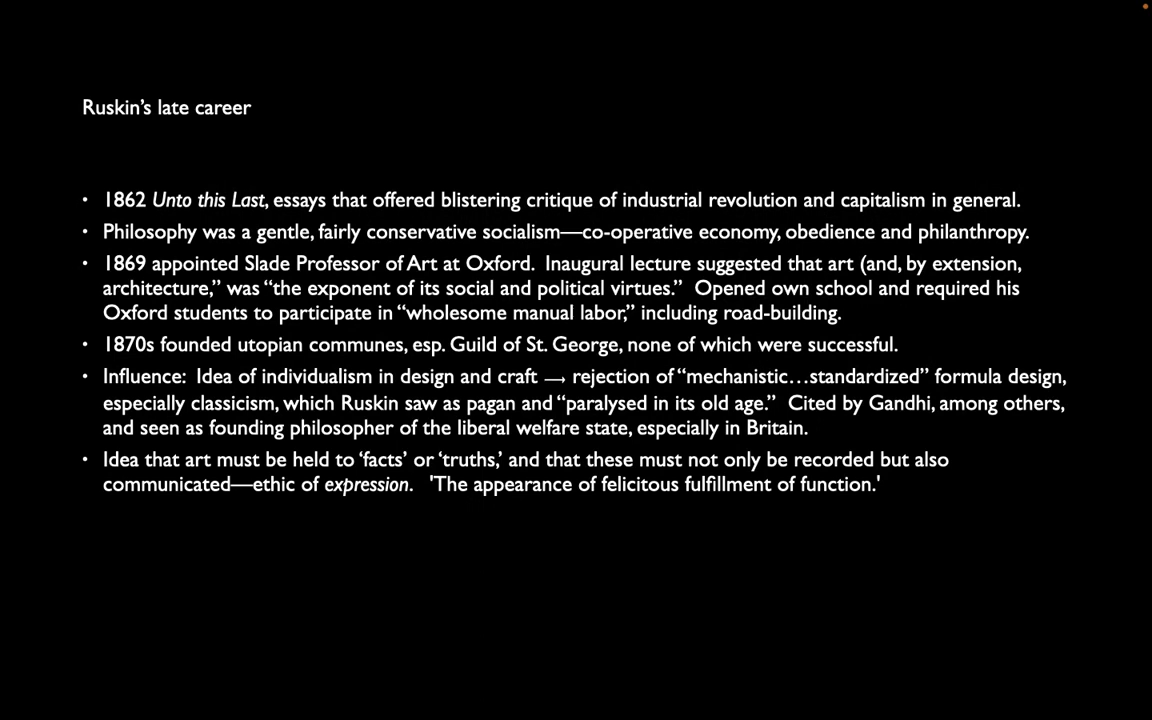 Ruskin’s late career
• 1862 Unto this Last, essays that offered blistering critique of industrial revolution and capitalism in general.
• Philosophy was a gentle, fairly conservative socialism—co-operative economy, obedience and philanthropy.
• 1869 appointed Slade Professor of Art at Oxford.  Inaugural lecture suggested that art (and, by extension,
architecture,” was “the exponent of its social and political virtues.”  Opened own school and required his
Oxford students to participate in “wholesome manual labor,” including road-building.
• 1870s founded utopian communes, esp. Guild of St. George, none of which were successful.
• Influence:  Idea of individualism in design and craft → rejection of “mechanistic…standardized” formula design,
especially classicism, which Ruskin saw as pagan and “paralysed in its old age.”  Cited by Gandhi, among others,
and seen as founding philosopher of the liberal welfare state, especially in Britain.
• Idea that art must be held to ‘facts’ or ‘truths,’ and that these must not only be recorded but also
communicated—ethic of expression.   'The appearance of felicitous fulfillment of function.'